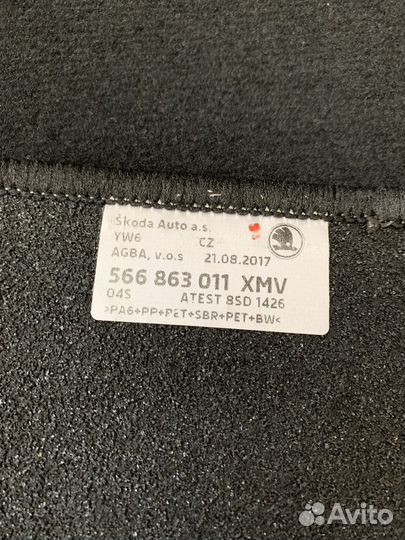 Škoda Auto a.s.
YW6 CZ
AGBA, v.o.s 21.08.2017
566 863 011 XMV
04S ATEST 8SD 1426
>PA6+PP+PET+SBR+PET+BW<
Avito